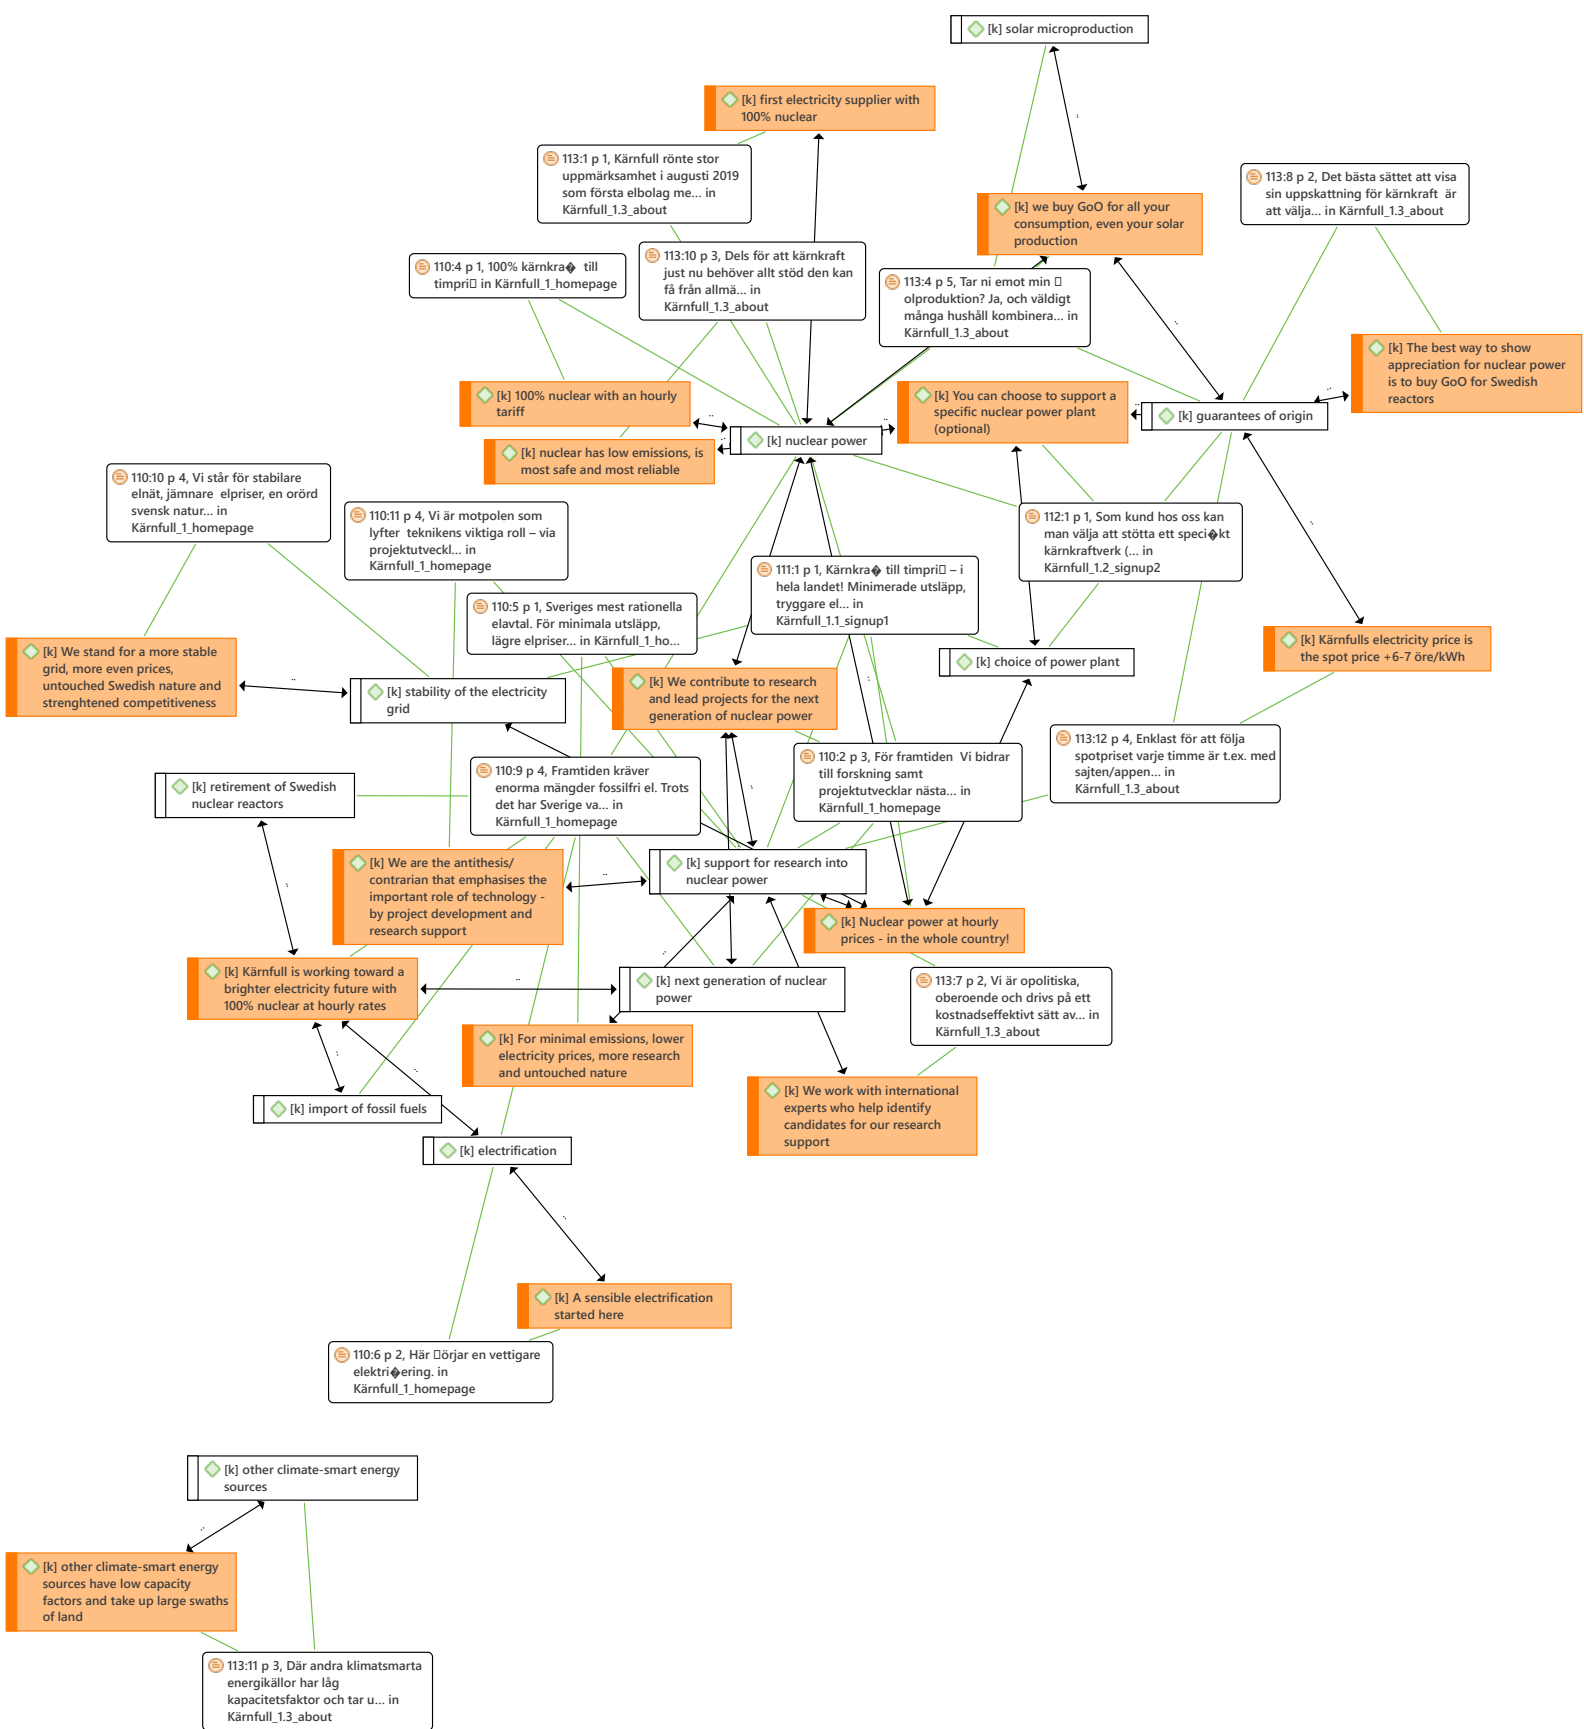 [k] solar microproduction
[k] first electricity supplier with
100% nuclear
113:1 p 1, Kärnfull rönte stor
uppmärksamhet i augusti 2019
som första elbolag me... in
Kärnfull_1.3_about
113:8 p 2, Det bästa sättet att visa
sin uppskattning för kärnkraft  är
att välja... in Kärnfull_1.3_about
[k] we buy GoO for all your
consumption, even your solar
production
110:4 p 1, 100% kärnkra�  till
timpri□ in Kärnfull_1_homepage
113:10 p 3, Dels för att kärnkraft
just nu behöver allt stöd den kan
få från allmä... in
Kärnfull_1.3_about
113:4 p 5, Tar ni emot min □
olproduktion? Ja, och väldigt
många hushåll kombinera... in
Kärnfull_1.3_about
[k] The best way to show
appreciation for nuclear power
is to buy GoO for Swedish
reactors
[k] 100% nuclear with an hourly
tariff
[k] You can choose to support a
specific nuclear power plant
(optional)
[k] guarantees of origin
[k] nuclear power
[k] nuclear has low emissions, is
most safe and most reliable
110:10 p 4, Vi står för stabilare
elnät, jämnare  elpriser, en orörd
svensk natur... in
Kärnfull_1_homepage
110:11 p 4, Vi är motpolen som
lyfter  teknikens viktiga roll – via
projektutveckl... in
Kärnfull_1_homepage
112:1 p 1, Som kund hos oss kan
man välja att stötta ett speci�kt
kärnkraftverk (... in
Kärnfull_1.2_signup2
111:1 p 1, Kärnkra� till timpri□ – i
hela landet! Minimerade utsläpp,
tryggare el... in
Kärnfull_1.1_signup1
110:5 p 1, Sveriges mest rationella
elavtal. För minimala utsläpp,
lägre elpriser... in Kärnfull_1_ho...
[k] We stand for a more stable
grid, more even prices,
untouched Swedish nature and
strenghtened competitiveness
[k] Kärnfulls electricity price is
the spot price +6-7 öre/kWh
[k] choice of power plant
[k] stability of the electricity
grid
[k] We contribute to research
and lead projects for the next
generation of nuclear power
113:12 p 4, Enklast för att följa
spotpriset varje timme är t.ex. med
sajten/appen... in
Kärnfull_1.3_about
110:2 p 3, För framtiden  Vi bidrar
till forskning samt
projektutvecklar nästa... in
Kärnfull_1_homepage
110:9 p 4, Framtiden kräver
enorma mängder fossilfri el. Trots
det har Sverige va... in
Kärnfull_1_homepage
[k] retirement of Swedish
nuclear reactors
[k] We are the antithesis/
contrarian that emphasises the
important role of technology -
by project development and
research support
[k] support for research into
nuclear power
[k] Nuclear power at hourly
prices - in the whole country!
[k] Kärnfull is working toward a
brighter electricity future with
100% nuclear at hourly rates
[k] next generation of nuclear
power
113:7 p 2, Vi är opolitiska,
oberoende och drivs på ett
kostnadseffektivt sätt av... in
Kärnfull_1.3_about
[k] For minimal emissions, lower
electricity prices, more research
and untouched nature
[k] We work with international
experts who help identify
candidates for our research
support
[k] import of fossil fuels
[k] electrification
[k] A sensible electrification
started here
110:6 p 2, Här □örjar en vettigare
elektri�ering. in
Kärnfull_1_homepage
[k] other climate-smart energy
sources
[k] other climate-smart energy
sources have low capacity
factors and take up large swaths
of land
113:11 p 3, Där andra klimatsmarta
energikällor har låg
kapacitetsfaktor och tar u... in
Kärnfull_1.3_about